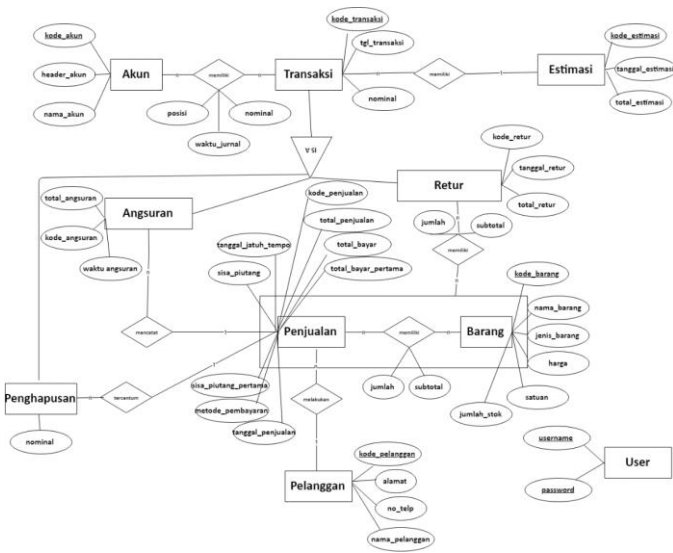 kode_akun
header_akun
nama_akun
Akun
memiliki
posisi
nominal
waktu_jurnal
kode_transaksi
tgl_transaksi
Transaksi
nominal
memiliki
Estimasi
kode_estimasi
tanggal_estimasi
total_estimasi
∀ SI
kode_retur
tanggal_retur
total_retur
Retur
jumlah
subtotal
memiliki
total_angsuran
Angsuran
kode_angsuran
waktu angsuran
kode_penjualan
total_penjualan
tanggal_jatuh_tempo
total_bayar
sisa_piutang
total_bayar_pertama
mencatat
Penjualan
memiliki
Barang
kode_barang
nama_barang
jenis_barang
harga
satuan
jumlah_stok
jumlah
subtotal
Penghapusan
tercantum
nominal
sisa_piutang_pertama
metode_pembayaran
tanggal_penjualan
melakukan
Pelanggan
kode_pelanggan
alamat
no_telp
nama_pelanggan
username
User
password